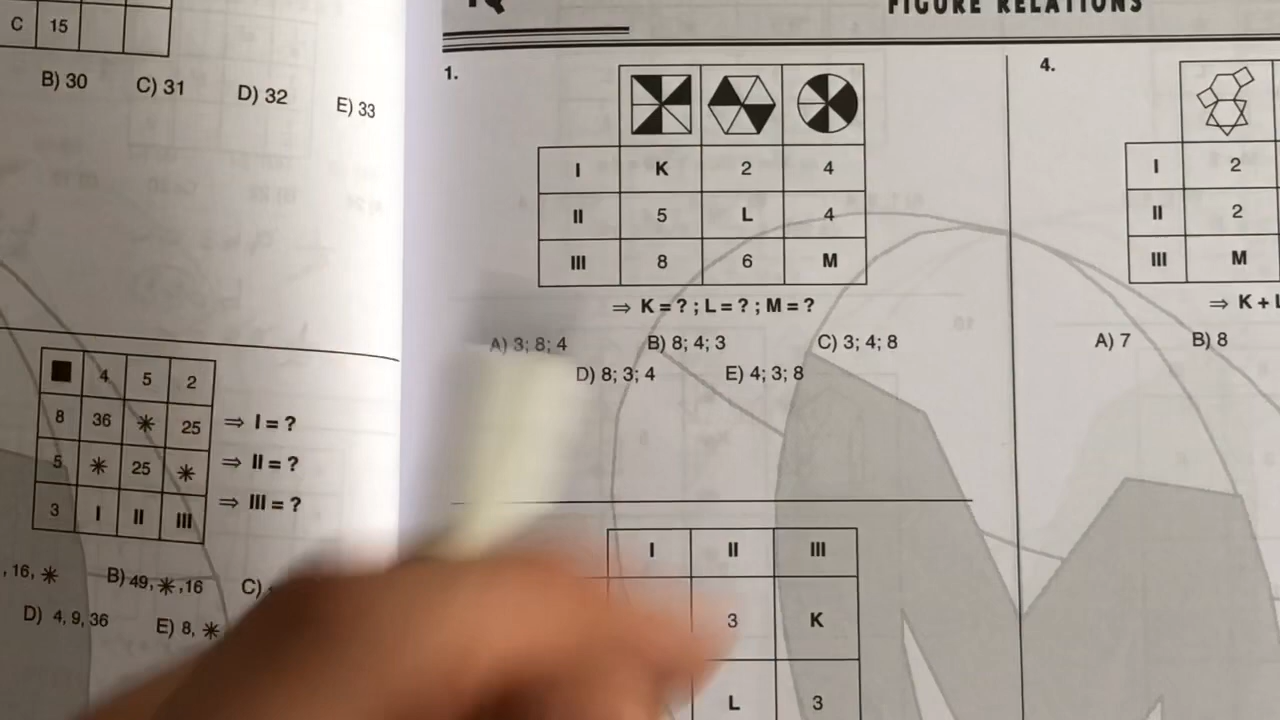 C 15
B) 30 C) 31 D) 32 E) 33
■ 4 5 2
8 36 ✳ 25 ⇒ I = ?
5 ✳ 25 ✳ ⇒ II = ?
3 I II III ⇒ III = ?
, 16, ✳ B) 49, ✳ ,16 C)
D) 4, 9, 36 E) 8, ✳
FIGURE RELATIONS
1.
I K 2 4
II 5 L 4
III 8 6 M
⇒ K = ? ; L = ? ; M = ?
A) 3; 8; 4 B) 8; 4; 3 C) 3; 4; 8
D) 8; 3; 4 E) 4; 3; 8
I II III
3 K
L 3
4.
I 2
II 2
III M
⇒ K + L
A) 7 B) 8